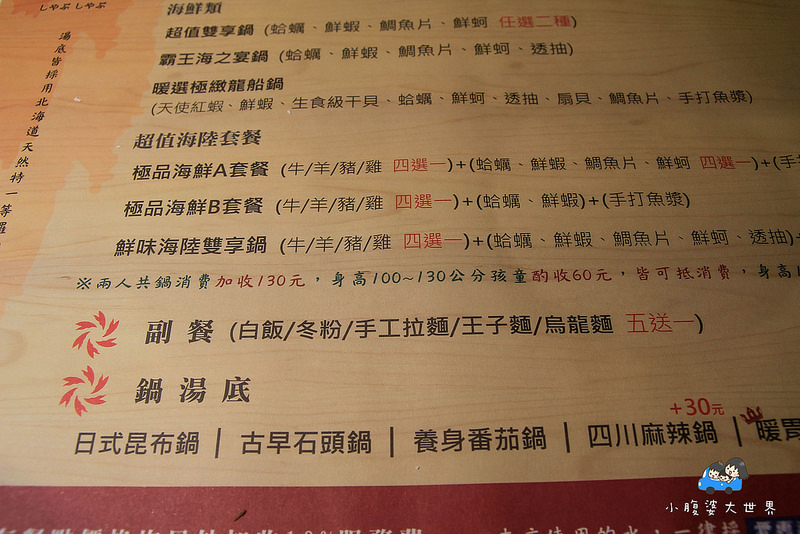 しゃぶ しゃぶ
湯底皆採用北海道天然特一等羅
海鮮類
超值雙享鍋 (蛤蠣、鮮蝦、鯛魚片、鮮蚵 任選二種)
霸王海之宴鍋 (蛤蠣、鮮蝦、鯛魚片、鮮蚵、透抽)
暖選極緻龍船鍋
(天使紅蝦、鮮蝦、生食級干貝、蛤蠣、鮮蚵、透抽、扇貝、鯛魚片、手打魚漿)
超值海陸套餐
極品海鮮A套餐 (牛/羊/豬/雞 四選一)+(蛤蠣、鮮蝦、鯛魚片、鮮蚵 四選一)+(手
極品海鮮B套餐 (牛/羊/豬/雞 四選一)+(蛤蠣、鮮蝦)+(手打魚漿)
鮮味海陸雙享鍋 (牛/羊/豬/雞 四選一)+(蛤蠣、鮮蝦、鯛魚片、鮮蚵、透抽)
※兩人共鍋消費加收130元，身高100~130公分孩童酌收60元，皆可抵消費，身高1
副餐 (白飯/冬粉/手工拉麵/王子麵/烏龍麵 五送一)
鍋湯底
+30元
日式昆布鍋 | 古早石頭鍋 | 養身番茄鍋 | 四川麻辣鍋 | 暖胃
小腹婆大世界